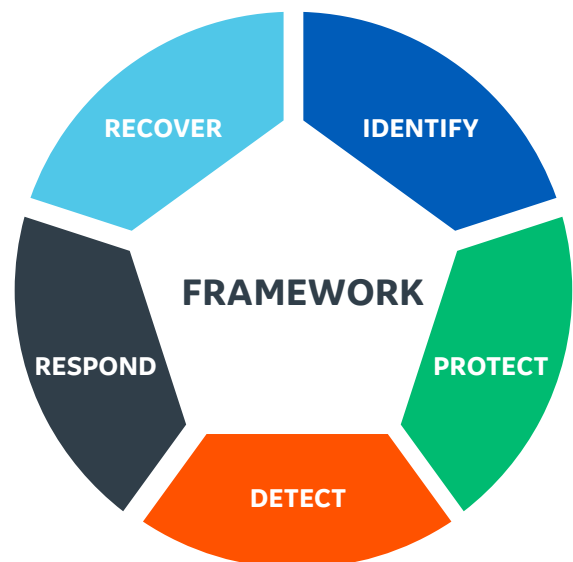 RECOVER
IDENTIFY
FRAMEWORK
RESPOND
PROTECT
DETECT